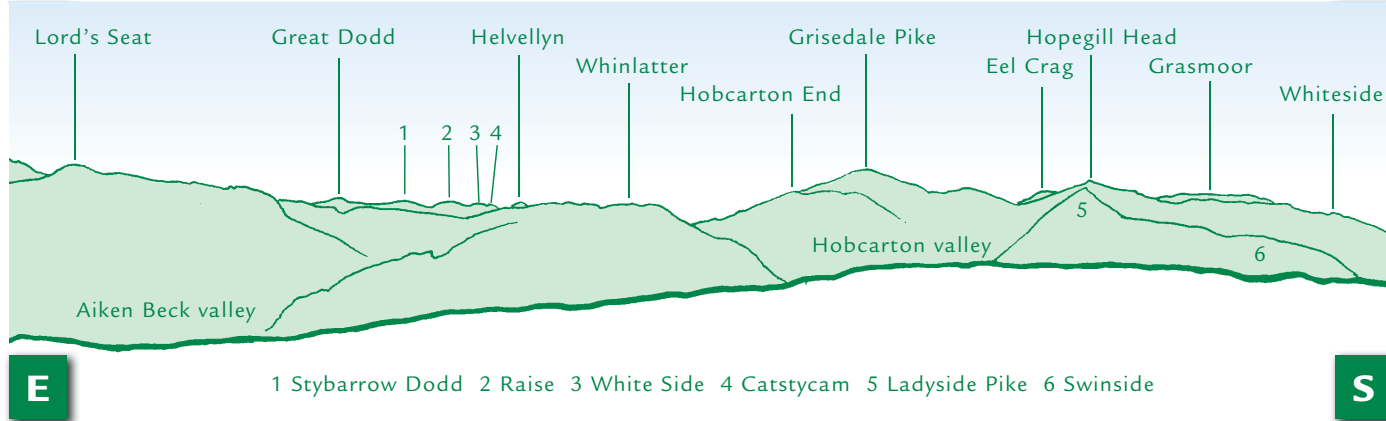 Lord's Seat
Great Dodd
Helvellyn
Grisedale Pike
Hopegill Head
Whinlatter
Eel Crag
Grasmoor
Hobcarton End
Whiteside
1
2
3
4
5
Hobcarton valley
6
Aiken Beck valley
E
1 Stybarrow Dodd 2 Raise 3 White Side 4 Catstycam 5 Ladyside Pike 6 Swinside
S